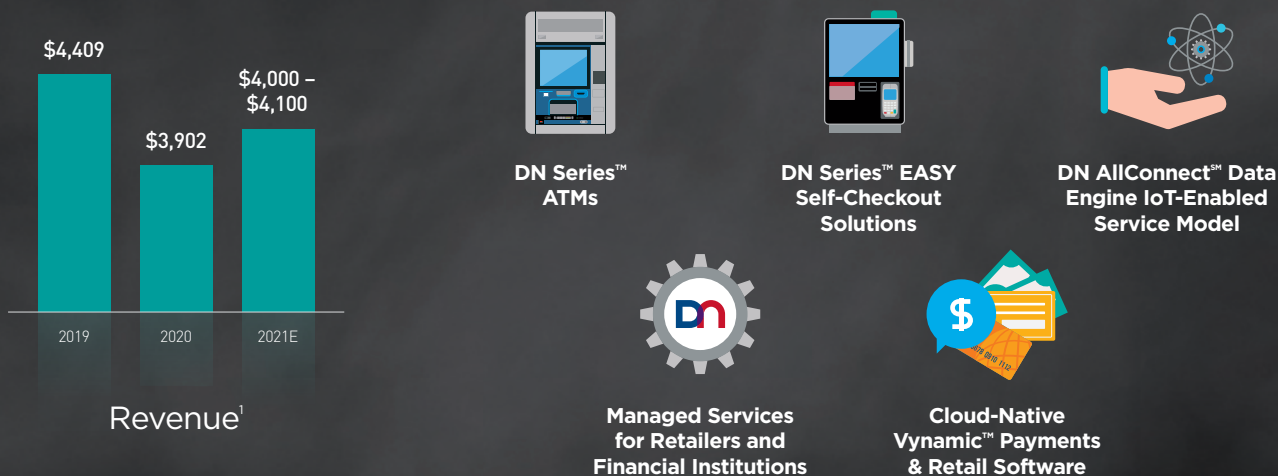 $4,409
$3,902
$4,000 –
$4,100
2019
2020
2021E
Revenue¹
DN Series™
ATMs
DN Series™ EASY
Self-Checkout
Solutions
DN AllConnect℠ Data
Engine IoT-Enabled
Service Model
DN
Managed Services
for Retailers and
Financial Institutions
$
Cloud-Native
Vynamic™ Payments
& Retail Software